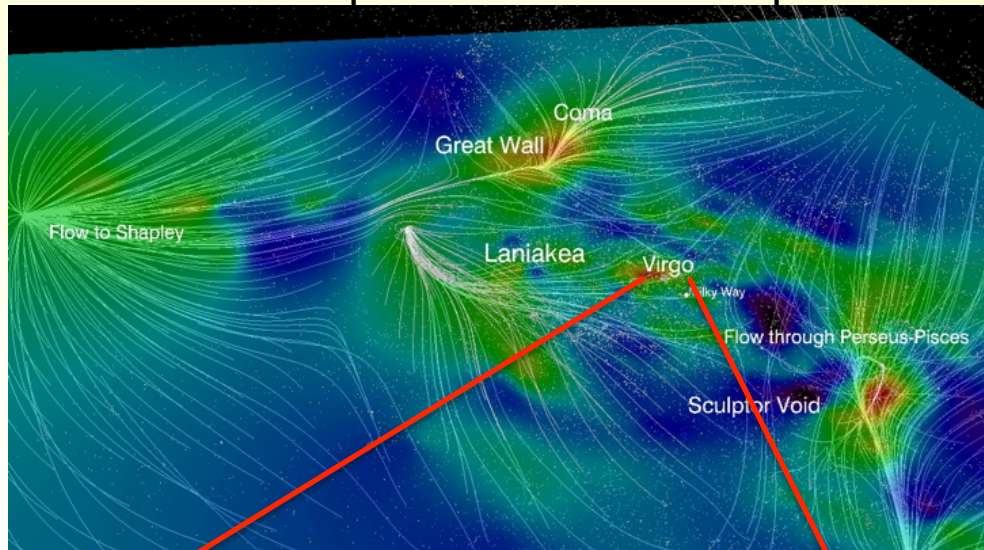 Coma
Great Wall
Flow to Shapley
Laniakea
Virgo
Milky Way
Flow through Perseus-Pisces
Sculptor Void